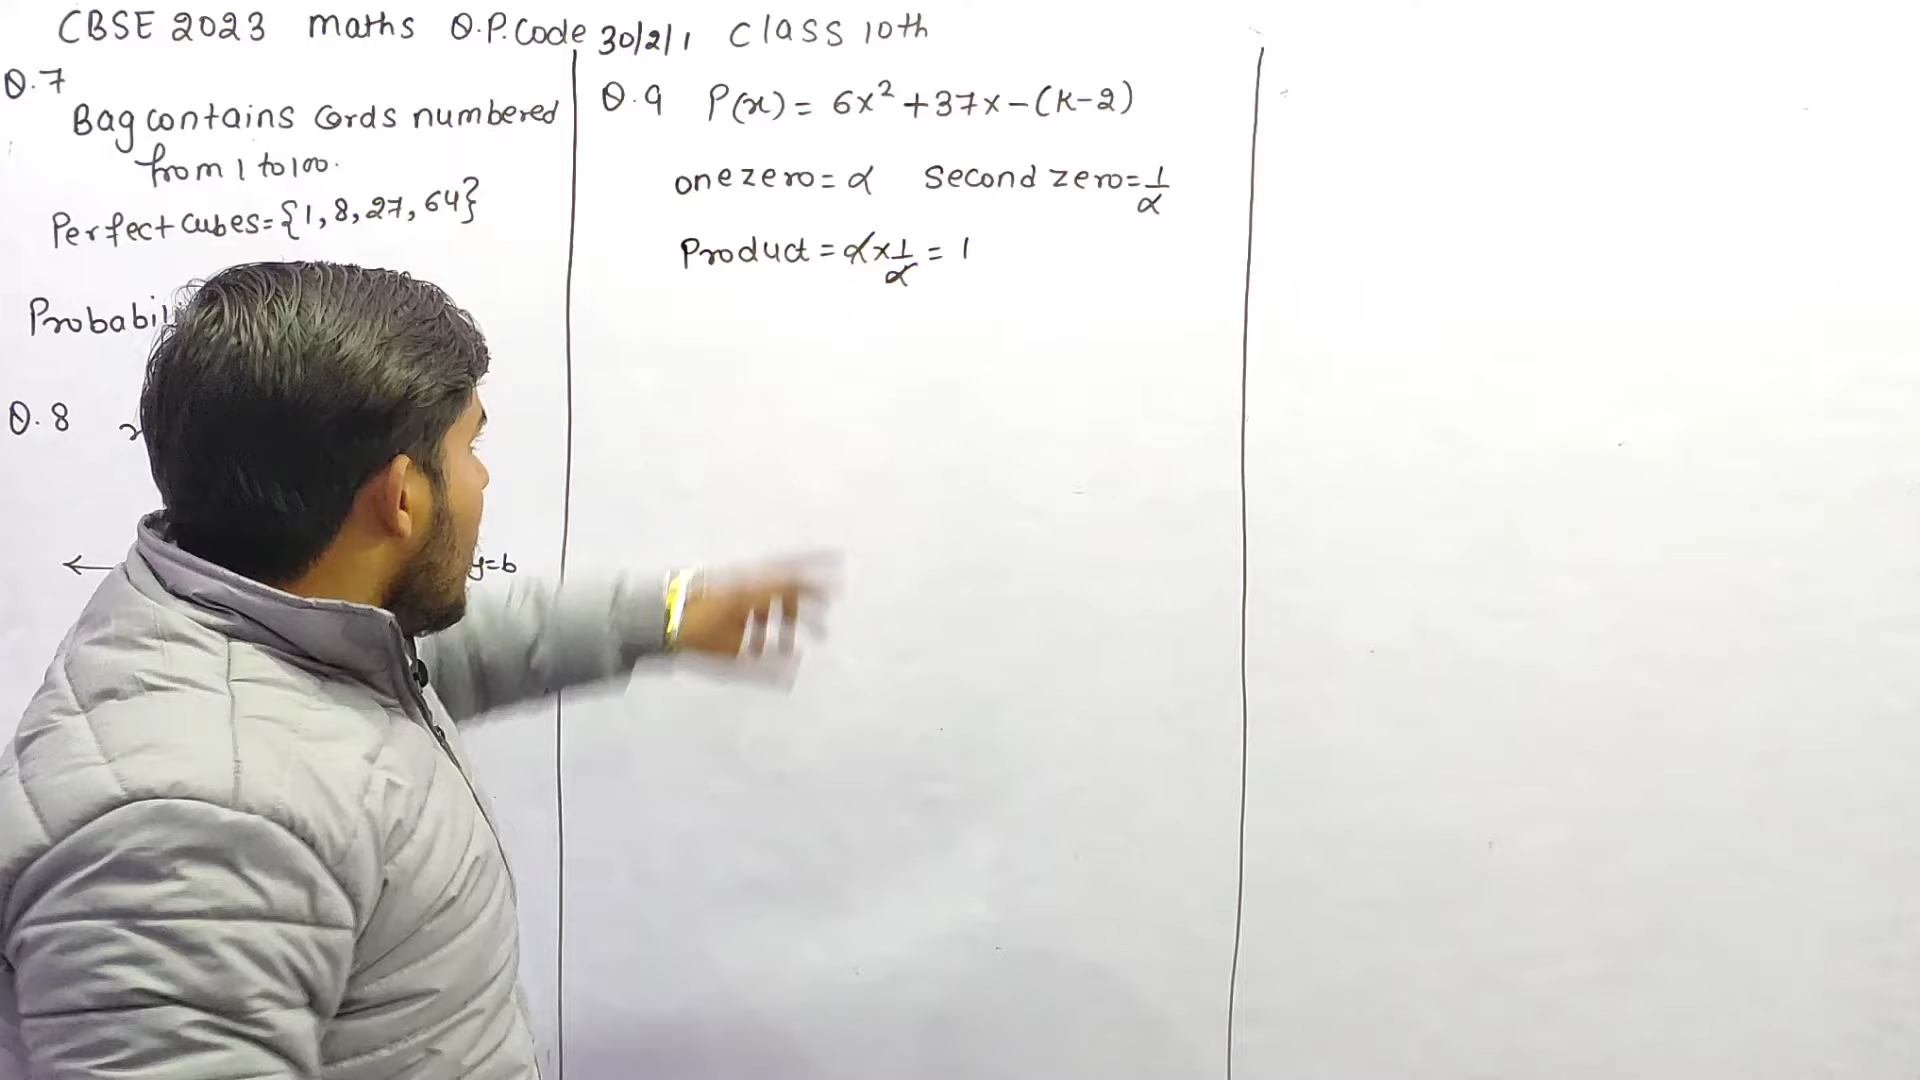 CBSE 2023 maths Q.P. Code 30/2/1 Class 10th
Q.7
Bag contains Cards numbered
from 1 to 100.
Perfect cubes = {1, 8, 27, 64}
Q.8
y=b
Q.9 P(x) = 6x² + 37x - (K-2)
one zero = α Second zero = 1/α
Product = α × 1/α = 1